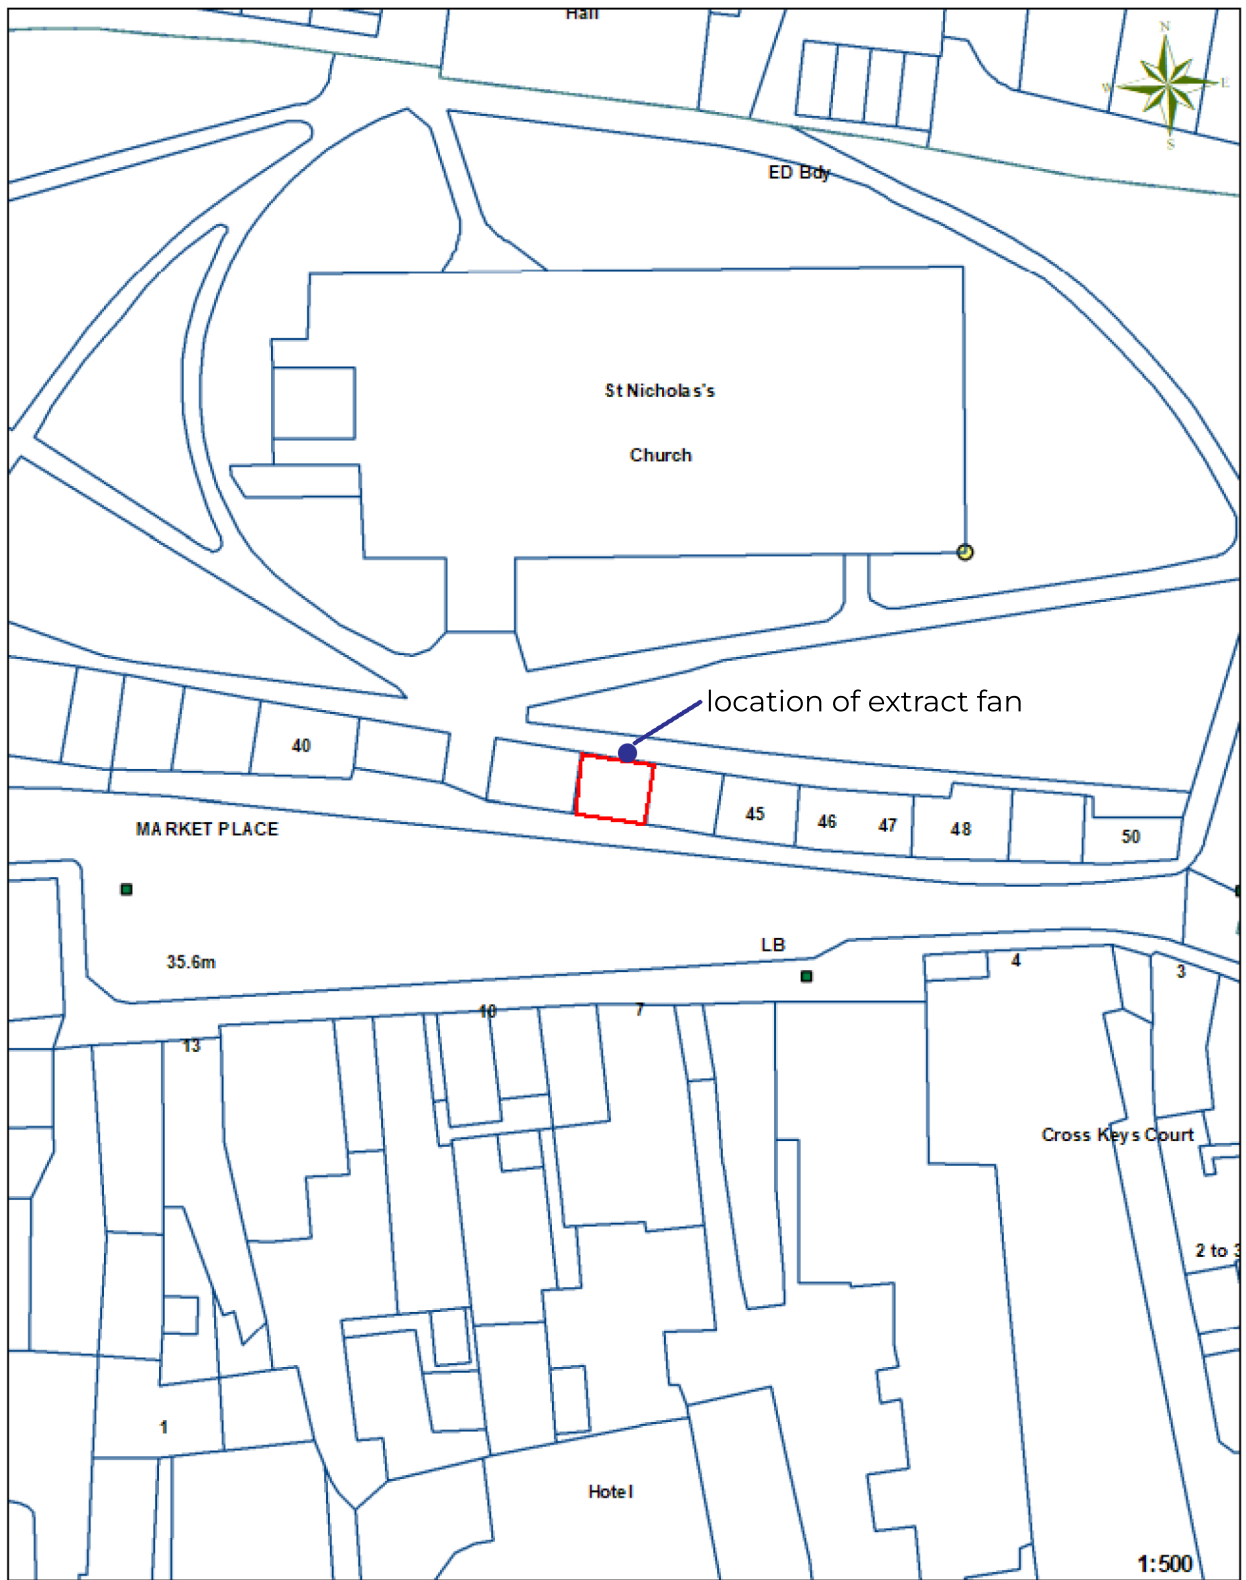 Hall
N
W
E
S
ED Bdy
St Nicholas's
Church
location of extract fan
40
45
46
47
48
50
MARKET PLACE
LB
35.6m
4
3
10
7
13
Cross Keys Court
2 to 3
1
Hotel
1:500